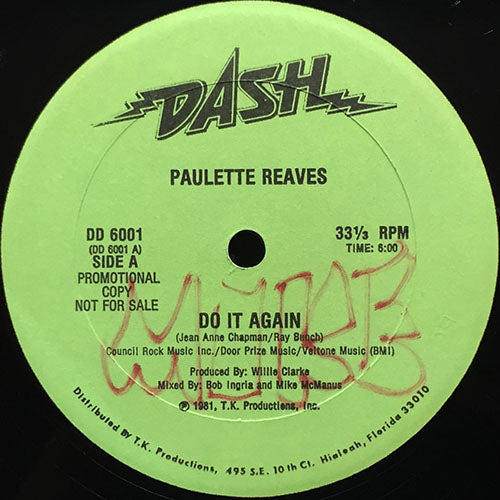 DASH
PAULETTE REAVES
DD 6001
(DD 6001 A)
SIDE A
PROMOTIONAL
COPY
NOT FOR SALE
33⅓ RPM
TIME: 6:00
DO IT AGAIN
(Jean Anne Chapman/Ray Bunch)
Council Rock Music Inc./Door Prize Music/Veltone Music (BMI)
Produced By: Willie Clarke
Mixed By: Bob Ingria and Mike McManus
℗ 1981, T.K. Productions, Inc.
Distributed By T.K. Productions, 495 S.E. 10th Ct. Hialeah, Florida 33010